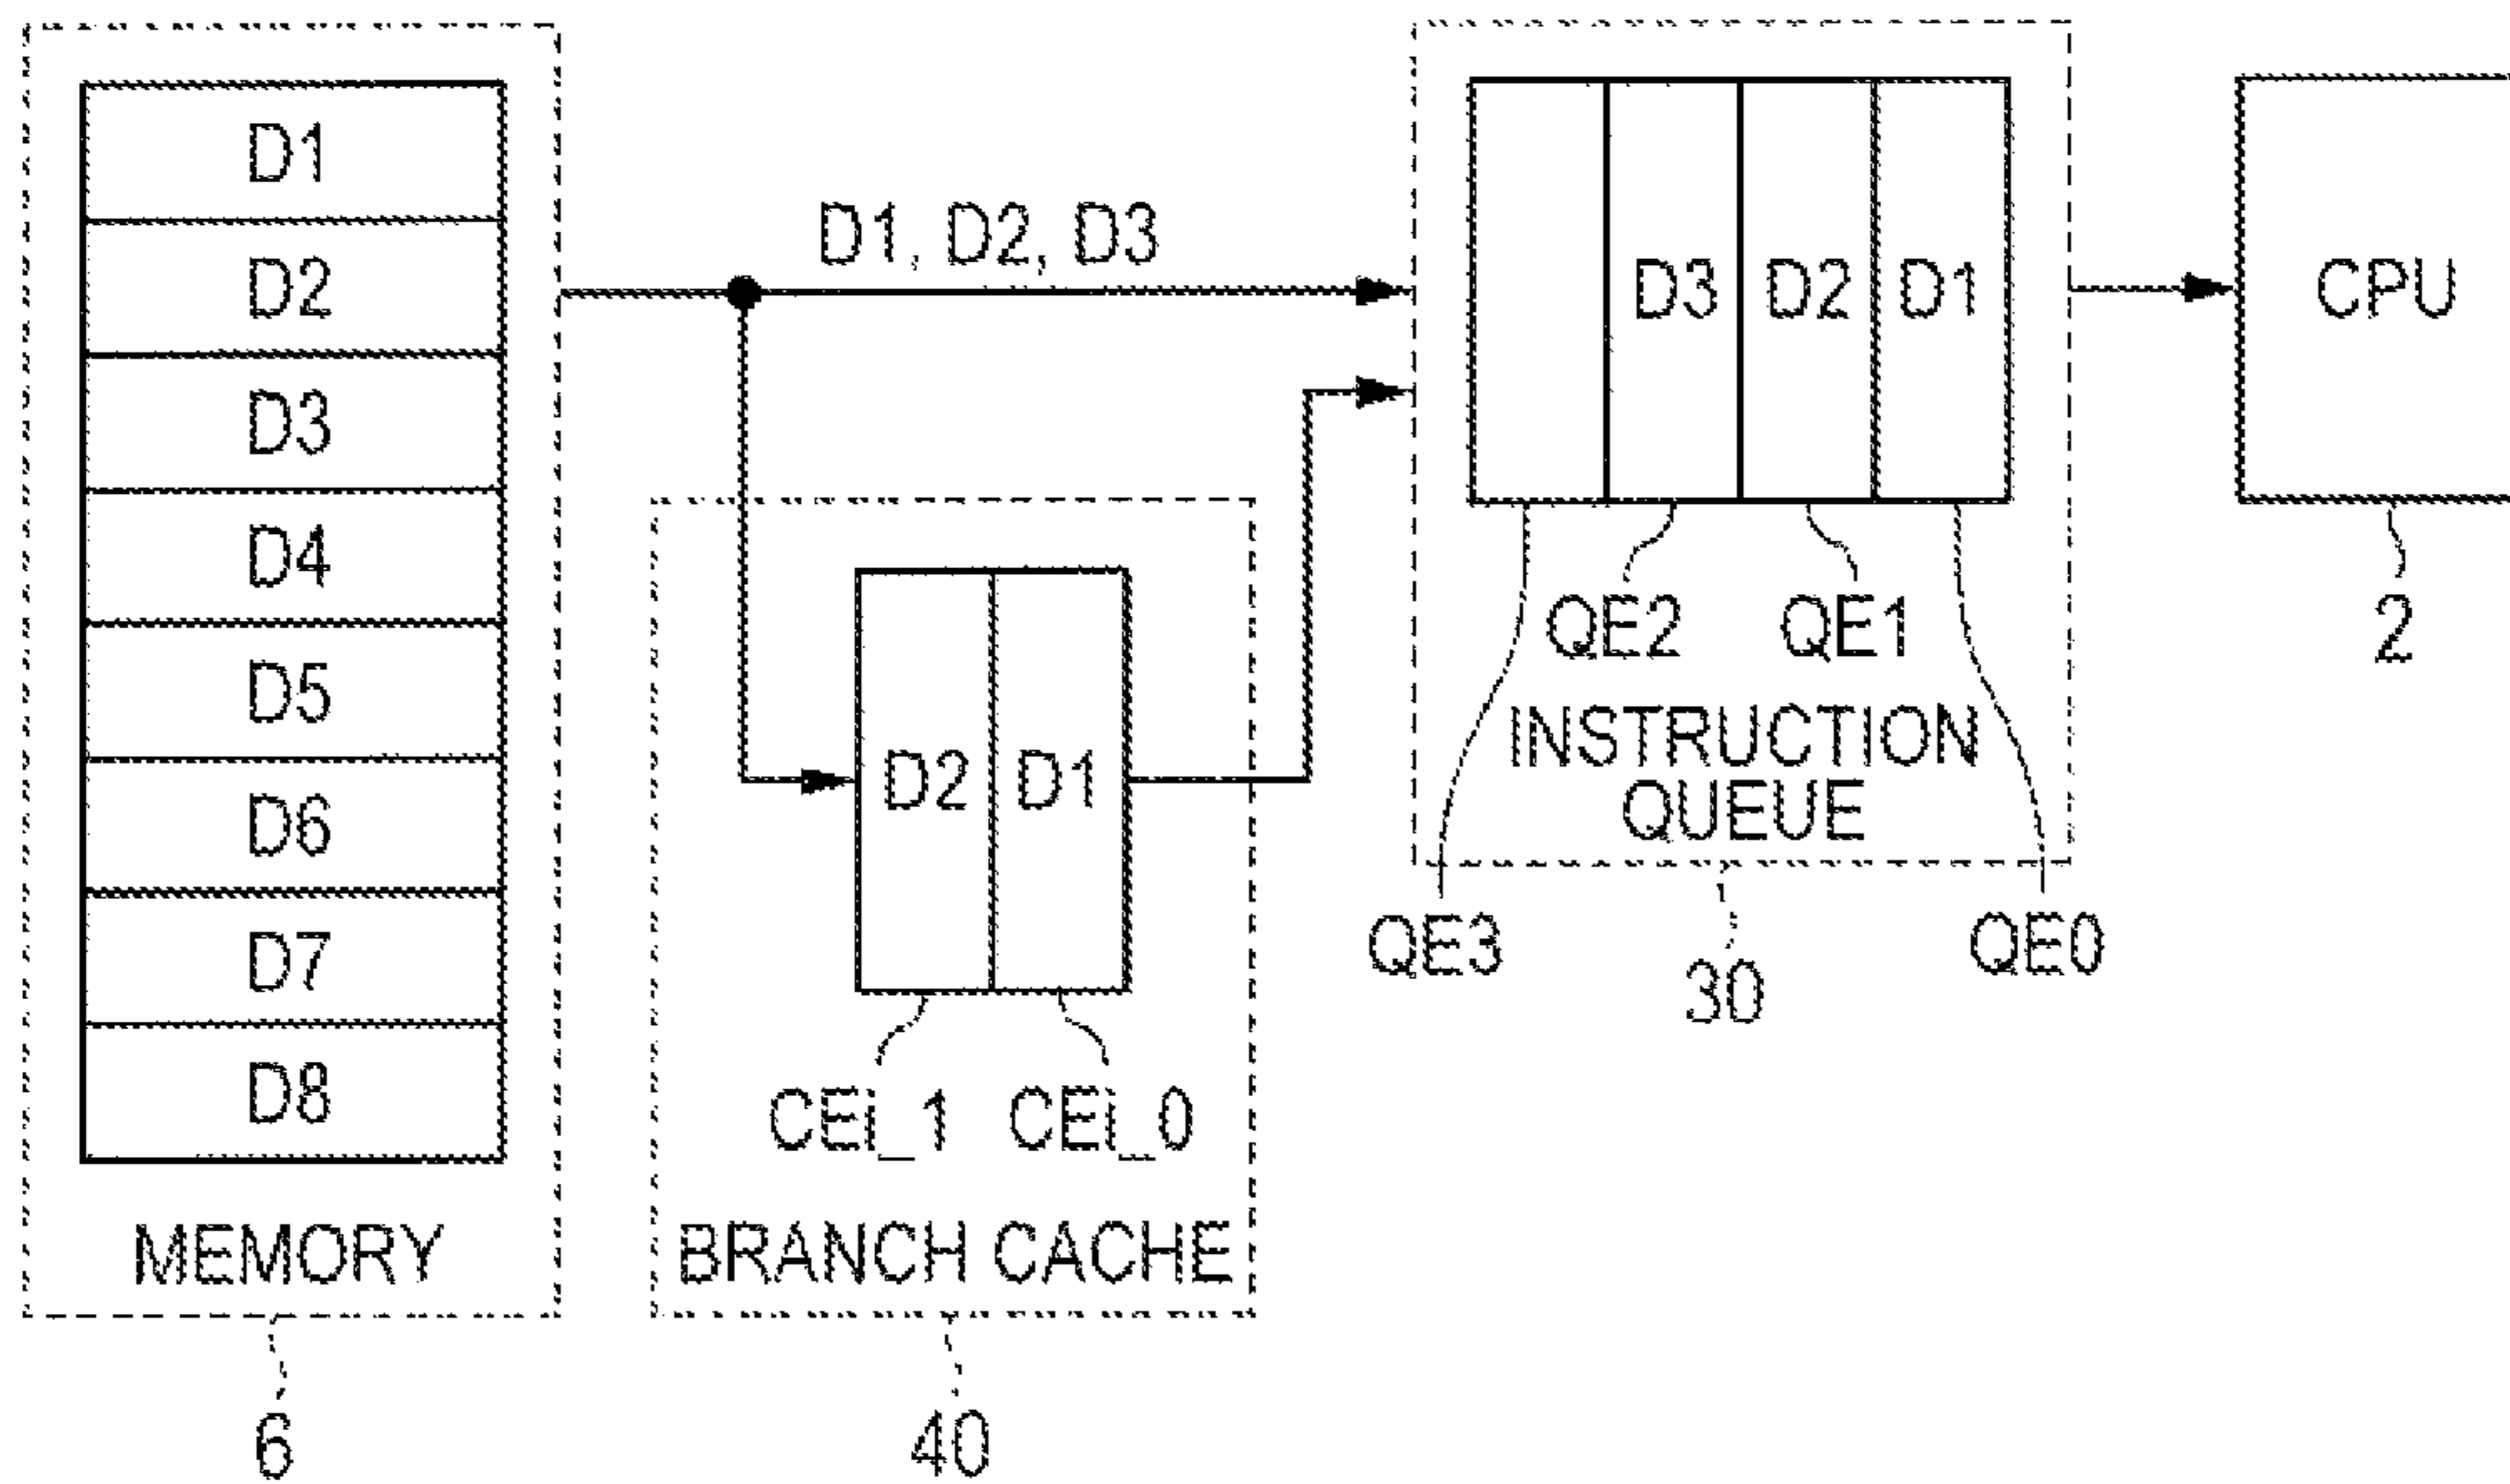 D1
D2
D3
D4
D5
D6
D7
D8
MEMORY
6
D1, D2, D3
D2 D1
CEL_1 CEL_0
BRANCH CACHE
40
D3 D2 D1
QE2 QE1
INSTRUCTION
QUEUE
QE3 QE0
30
CPU
2